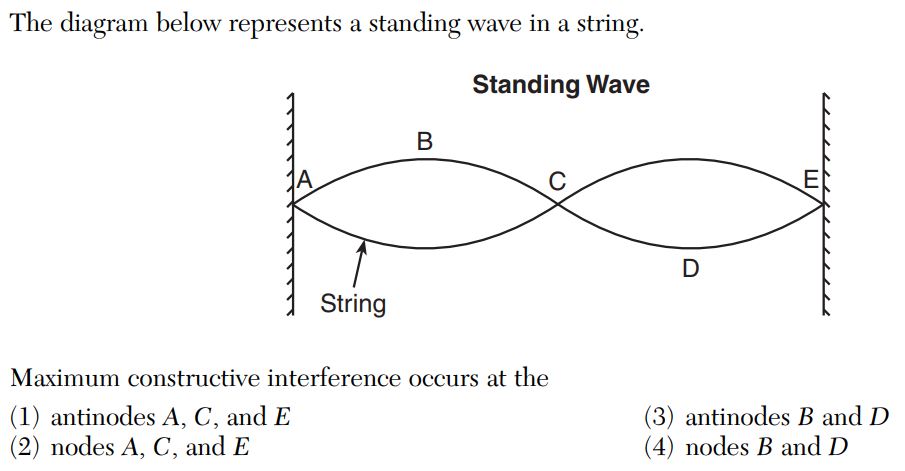 The diagram below represents a standing wave in a string.
Standing Wave
B
A
C
E
D
String
Maximum constructive interference occurs at the
(1) antinodes A, C, and E
(2) nodes A, C, and E
(3) antinodes B and D
(4) nodes B and D